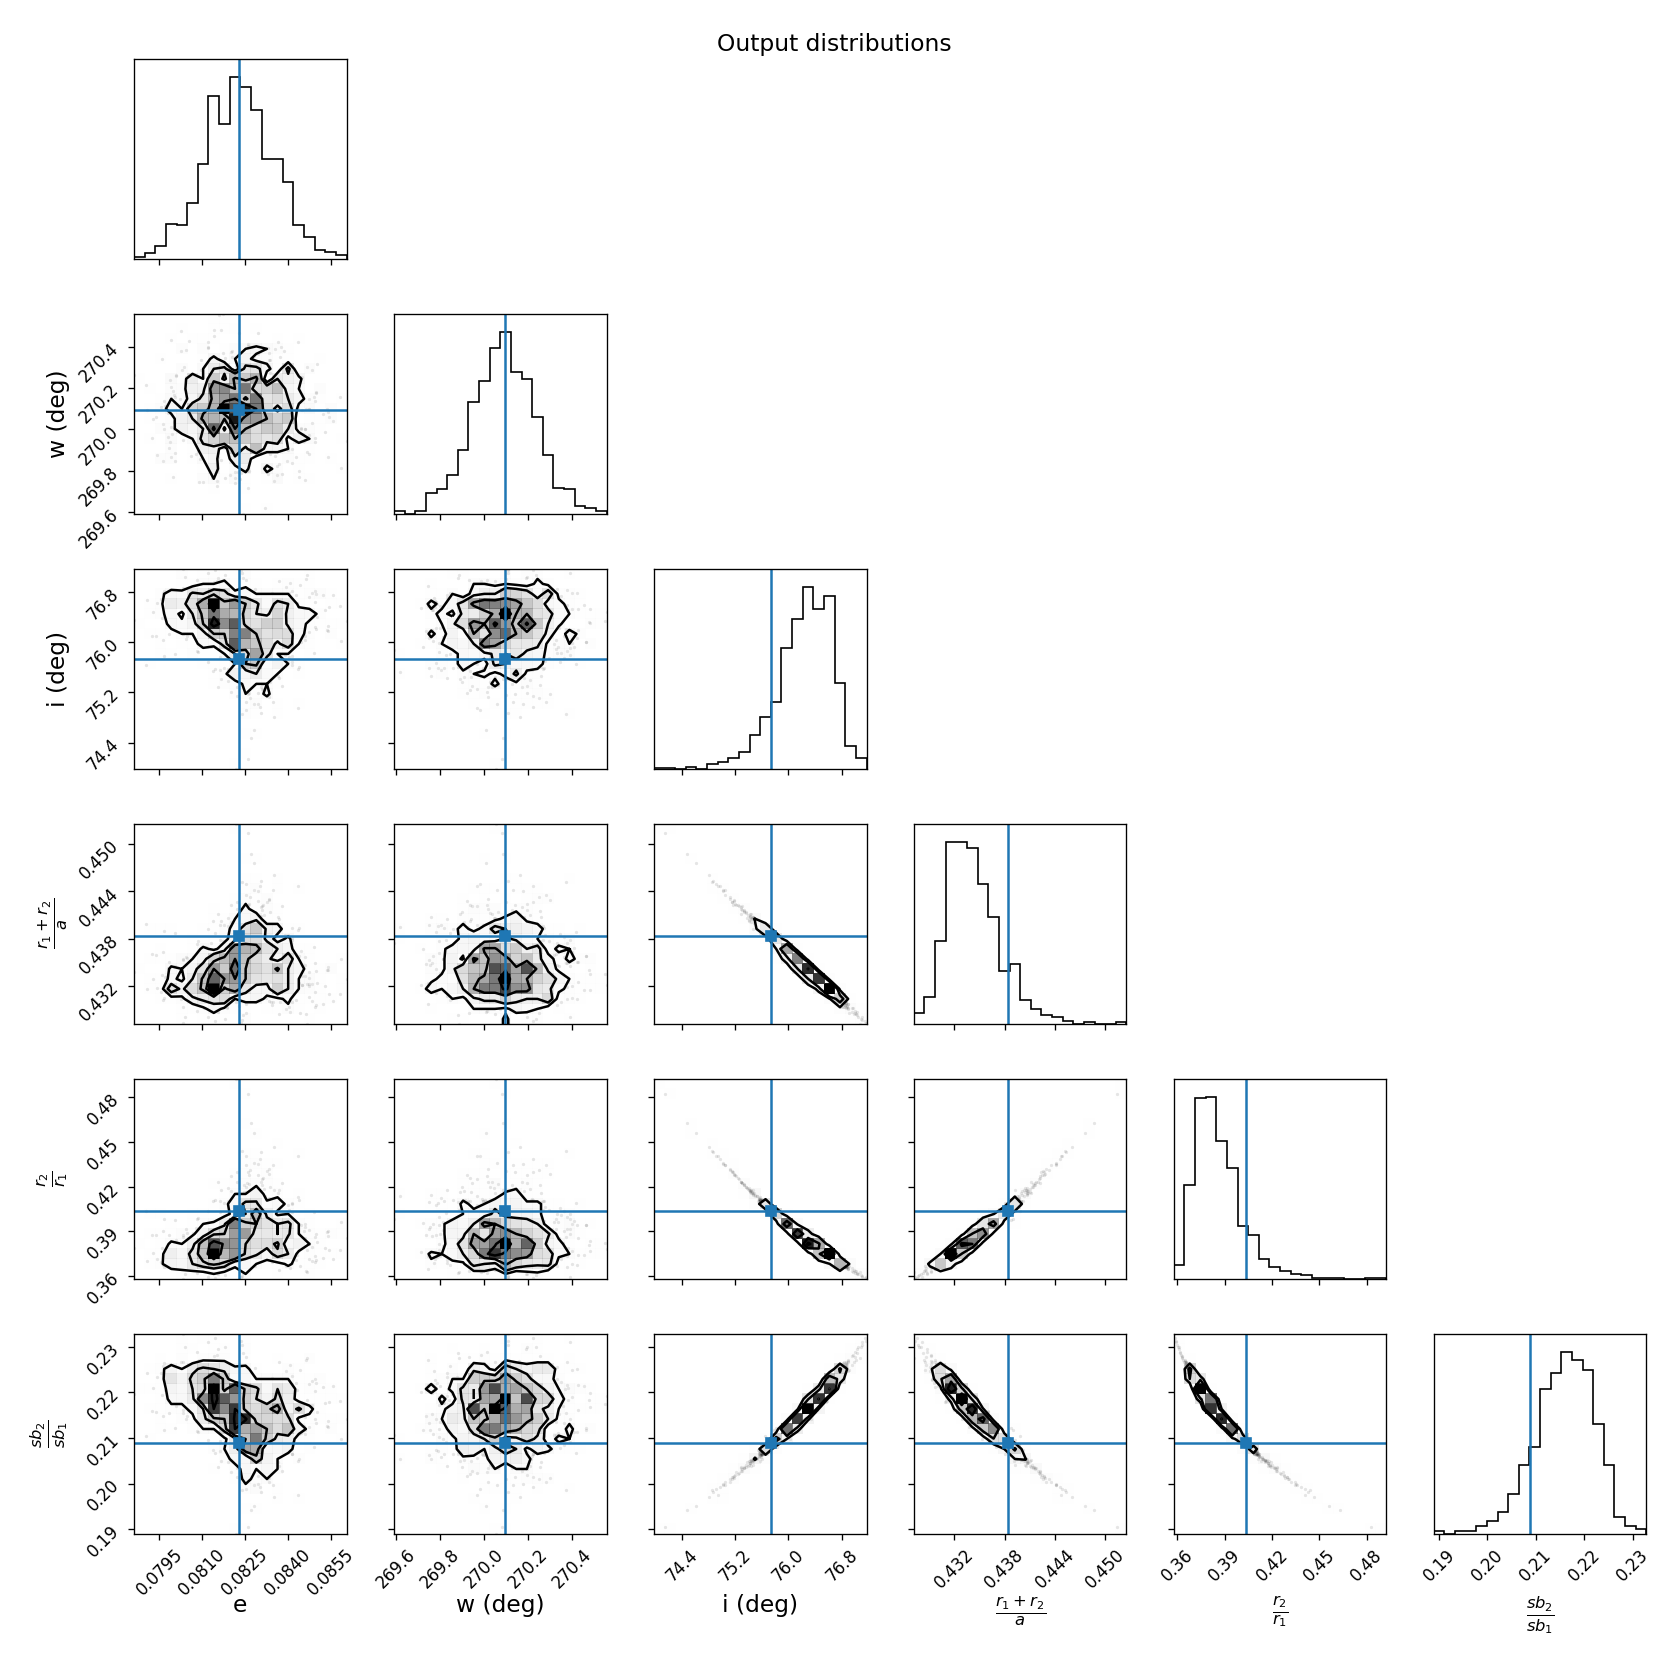 Output distributions
w (deg)
270.4
270.2
270.0
269.8
269.6
i (deg)
76.8
76.0
75.2
74.4
r₁ + r₂
a
0.450
0.444
0.438
0.432
r₂
r₁
0.48
0.45
0.42
0.39
0.36
sb₂
sb₁
0.23
0.22
0.21
0.20
0.19
0.0795 0.0810 0.0825 0.0840 0.0855 269.6 269.8 270.0 270.2 270.4 74.4 75.2 76.0 76.8 0.432 0.438 0.444 0.450 0.36 0.39 0.42 0.45 0.48 0.19 0.20 0.21 0.22 0.23
e w (deg) i (deg) r₁ + r₂ r₂ sb₂
a r₁ sb₁